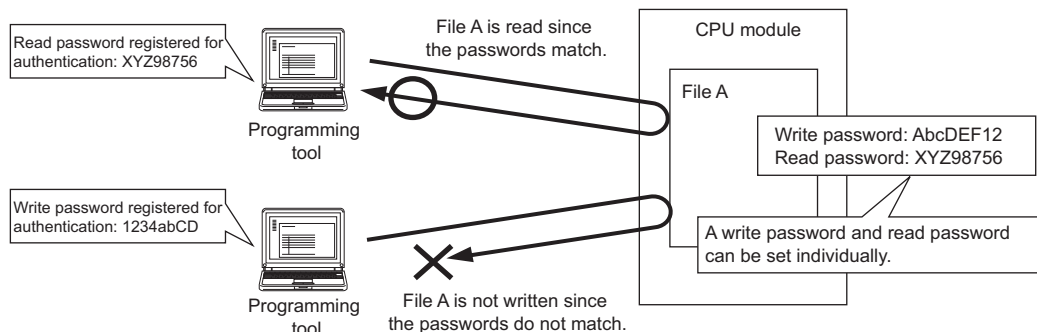 Read password registered for
authentication: XYZ98756
Programming
tool
File A is read since
the passwords match.
CPU module
File A
Write password: AbcDEF12
Read password: XYZ98756
A write password and read password
can be set individually.
Write password registered for
authentication: 1234abCD
Programming
tool
File A is not written since
the passwords do not match.